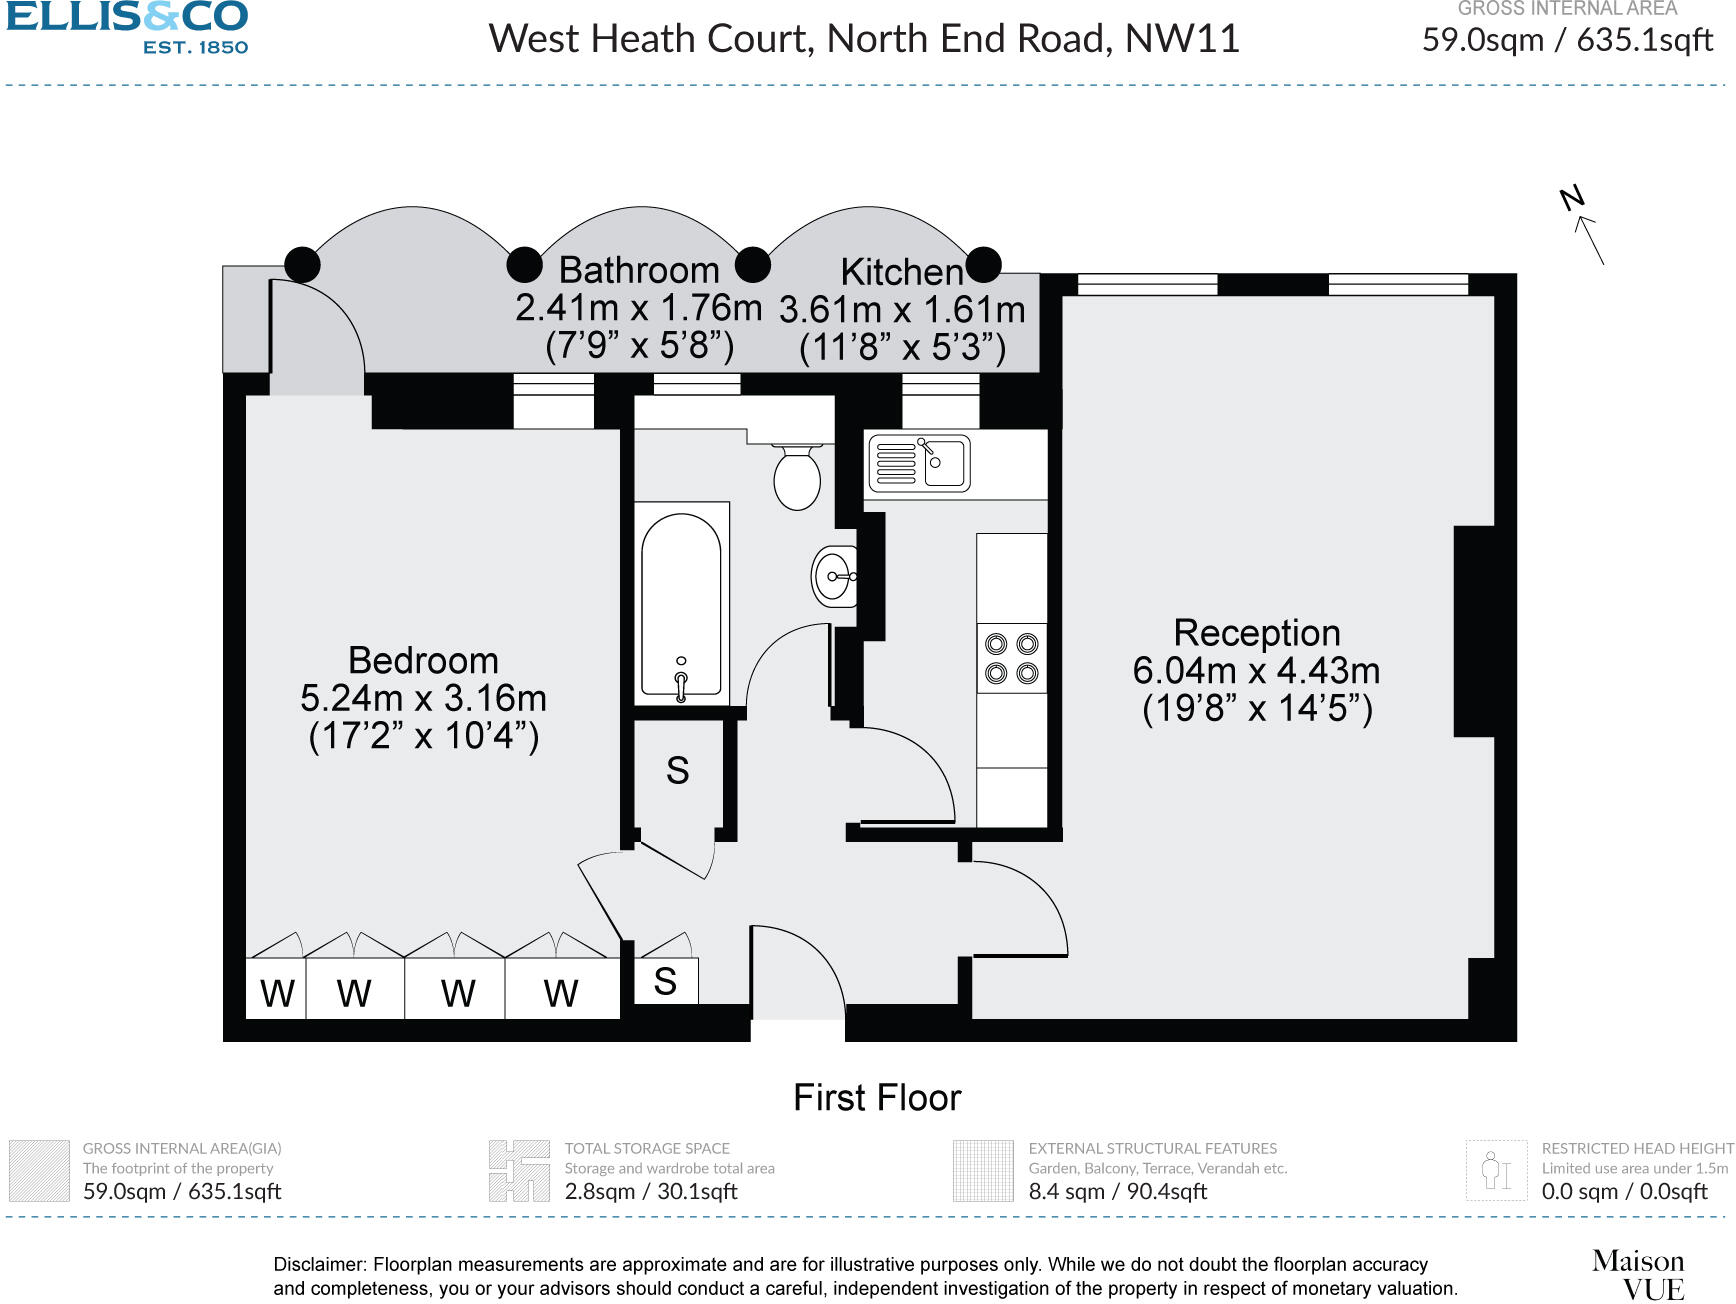 ELLIS&CO
EST. 1850
West Heath Court, North End Road, NW11
GROSS INTERNAL AREA
59.0sqm / 635.1sqft
N
Bathroom
2.41m x 1.76m
(7’9” x 5’8”)
Kitchen
3.61m x 1.61m
(11’8” x 5’3”)
Bedroom
5.24m x 3.16m
(17’2” x 10’4”)
Reception
6.04m x 4.43m
(19’8” x 14’5”)
S
W
W
W
W
S
First Floor
GROSS INTERNAL AREA(GIA)
The footprint of the property
59.0sqm / 635.1sqft
TOTAL STORAGE SPACE
Storage and wardrobe total area
2.8sqm / 30.1sqft
EXTERNAL STRUCTURAL FEATURES
Garden, Balcony, Terrace, Verandah etc.
8.4 sqm / 90.4sqft
RESTRICTED HEAD HEIGHT
Limited use area under 1.5m
0.0 sqm / 0.0sqft
Disclaimer: Floorplan measurements are approximate and are for illustrative purposes only. While we do not doubt the floorplan accuracy
and completeness, you or your advisors should conduct a careful, independent investigation of the property in respect of monetary valuation.
Maison
VUE